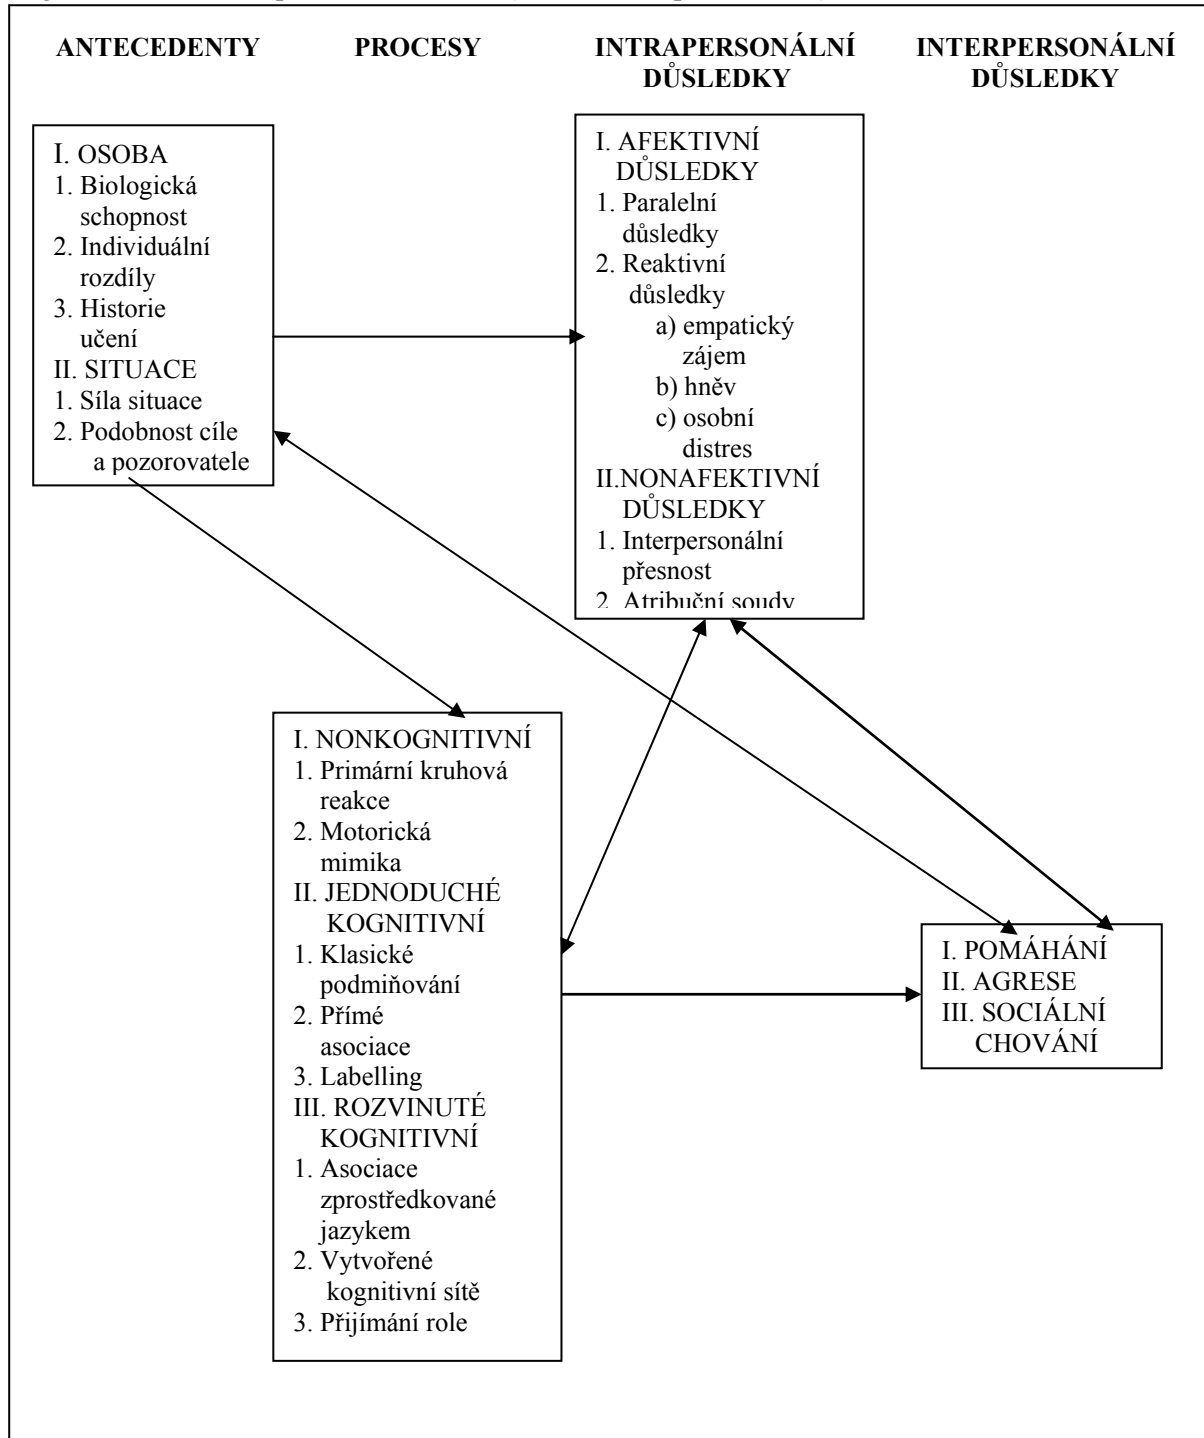 ANTECEDENTY PROCESY INTRAPERSONÁLNÍ INTERPERSONÁLNÍ
DŮSLEDKY DŮSLEDKY
I. OSOBA
1. Biologická
schopnost
2. Individuální
rozdíly
3. Historie
učení
II. SITUACE
1. Síla situace
2. Podobnost cíle
a pozorovatele
I. AFEKTIVNÍ
DŮSLEDKY
1. Paralelní
důsledky
2. Reaktivní
důsledky
a) empatický
zájem
b) hněv
c) osobní
distres
II.NONAFEKTIVNÍ
DŮSLEDKY
1. Interpersonální
přesnost
2. Atribuční soudy
I. NONKOGNITIVNÍ
1. Primární kruhová
reakce
2. Motorická
mimika
II. JEDNODUCHÉ
KOGNITIVNÍ
1. Klasické
podmiňování
2. Přímé
asociace
3. Labelling
III. ROZVINUTÉ
KOGNITIVNÍ
1. Asociace
zprostředkované
jazykem
2. Vytvořené
kognitivní sítě
3. Přijímání role
I. POMÁHÁNÍ
II. AGRESE
III. SOCIÁLNÍ
CHOVÁNÍ